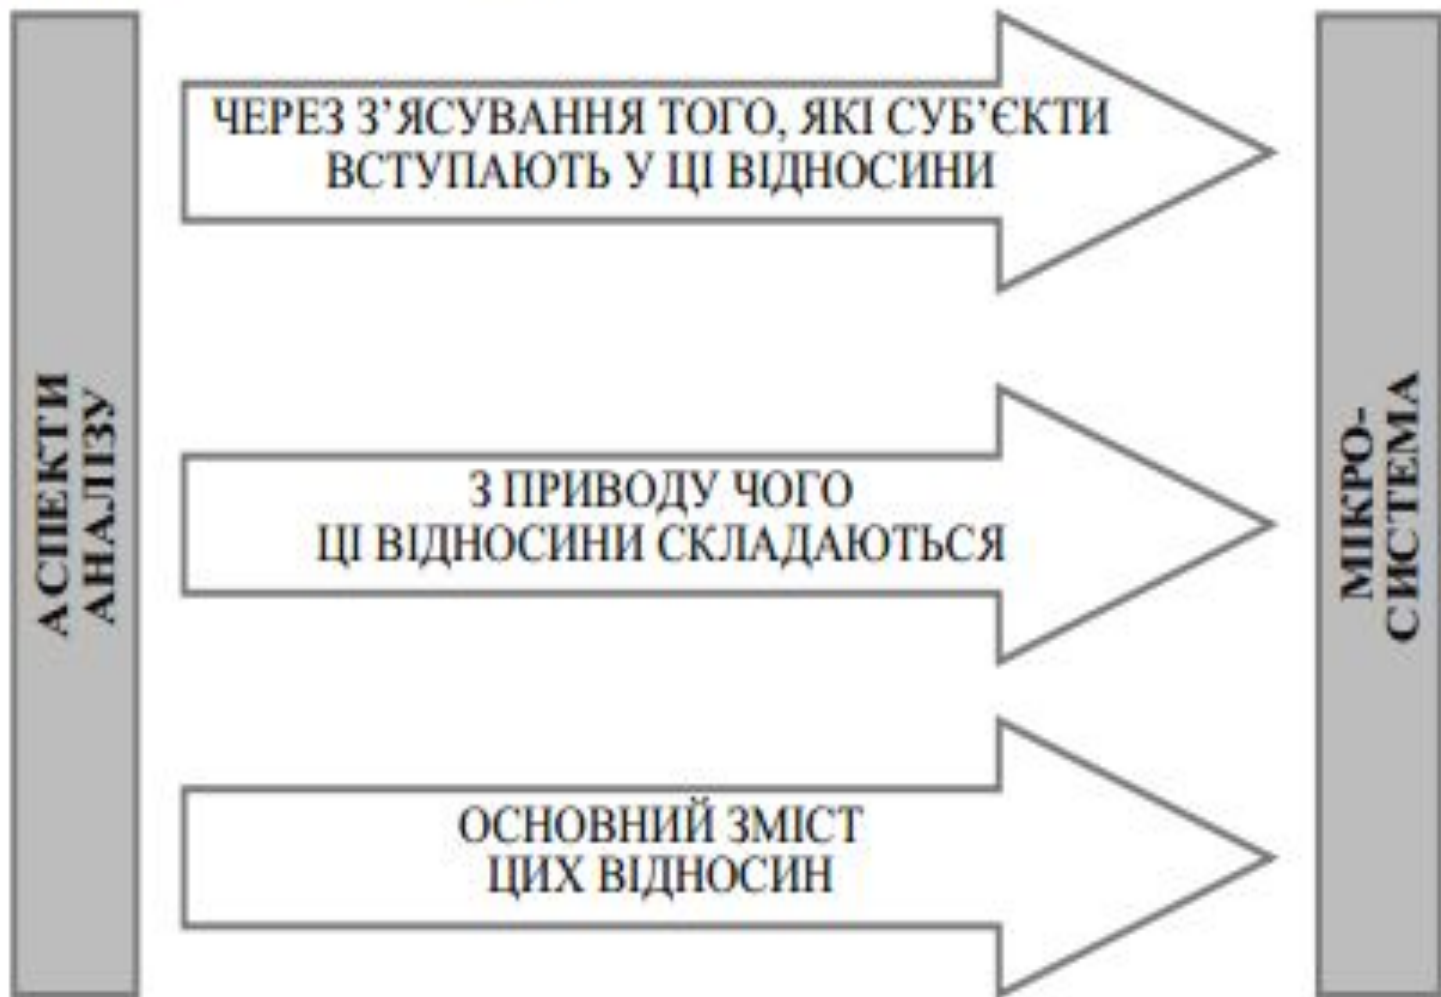 АСПЕКТИ
АНАЛІЗУ
ЧЕРЕЗ З’ЯСУВАННЯ ТОГО, ЯКІ СУБ’ЄКТИ
ВСТУПАЮТЬ У ЦІ ВІДНОСИНИ
З ПРИВОДУ ЧОГО
ЦІ ВІДНОСИНИ СКЛАДАЮТЬСЯ
ОСНОВНИЙ ЗМІСТ
ЦИХ ВІДНОСИН
МІКРО-
СИСТЕМА